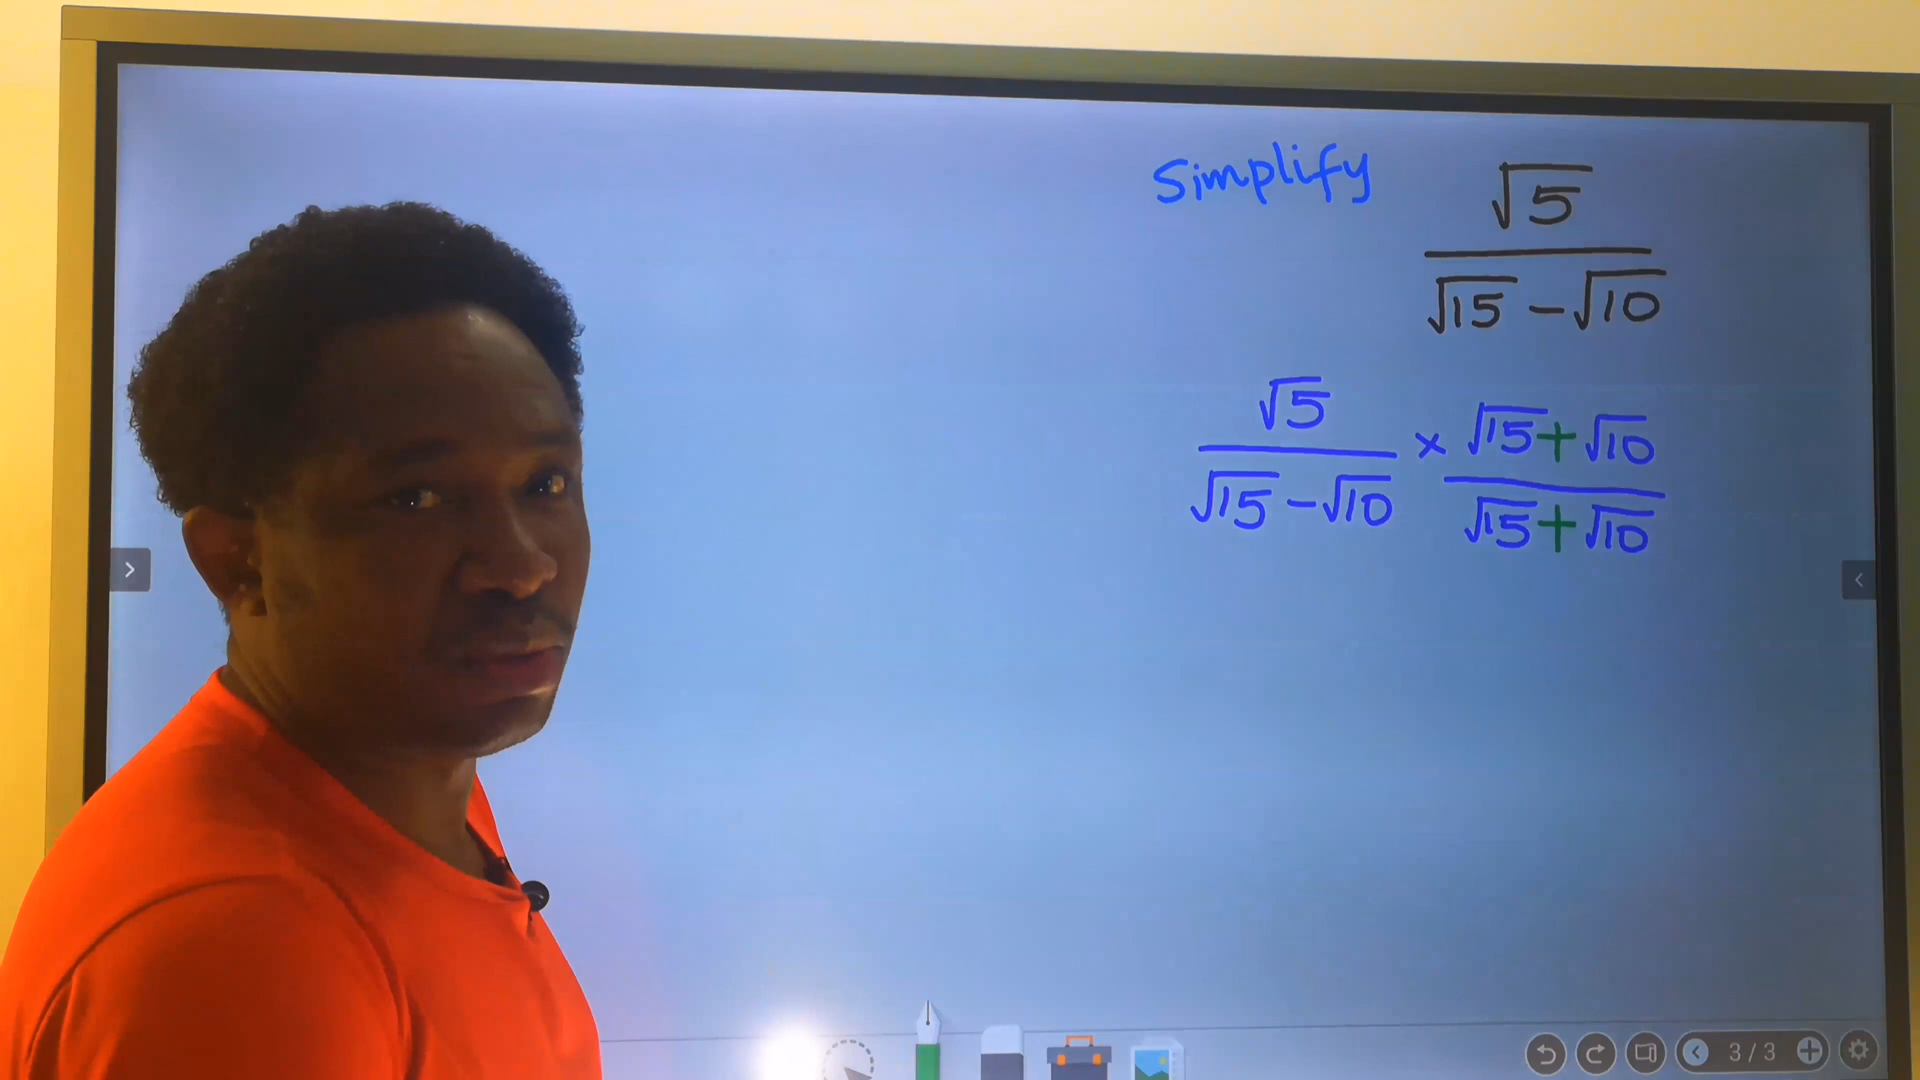 Simplify
√5
√15 - √10
√5 × √15 + √10
√15 - √10 √15 + √10
3 / 3